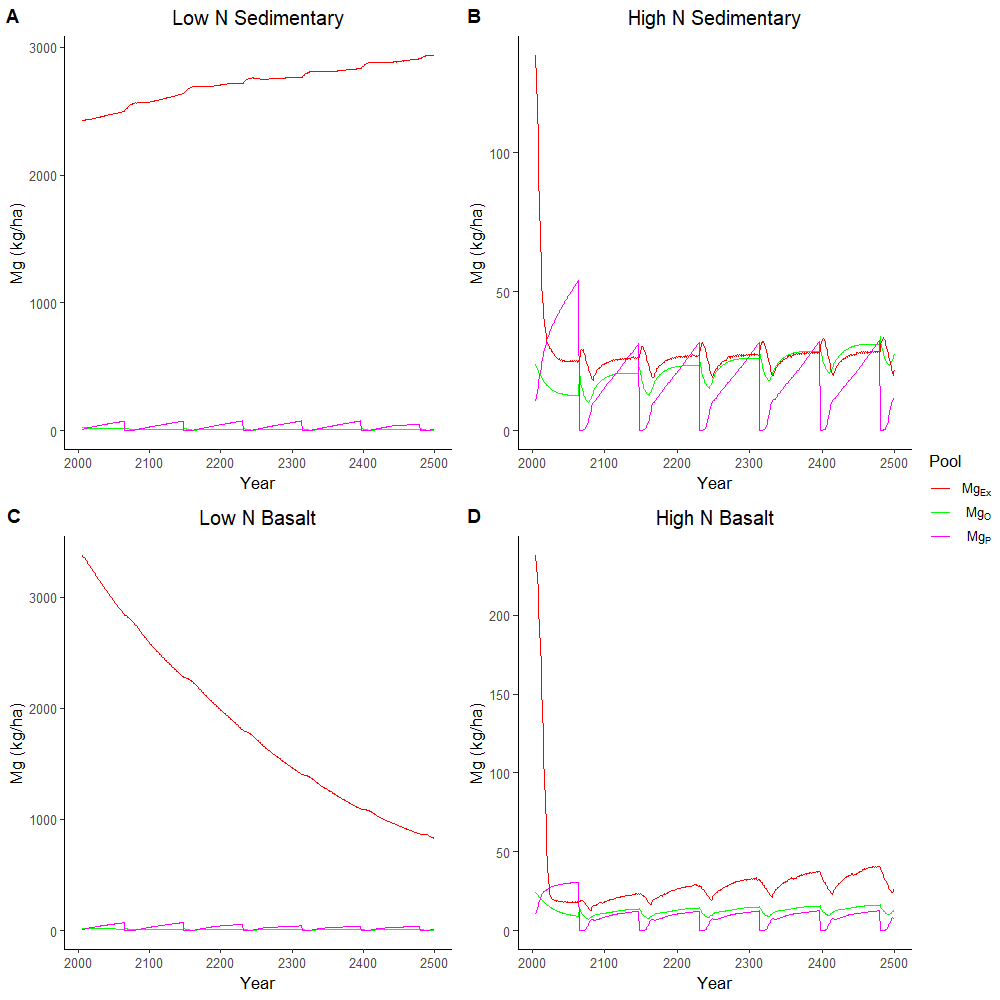 A Low N Sedimentary
3000
2000
1000
0
Mg (kg/ha)
2000 2100 2200 2300 2400 2500
Year
B High N Sedimentary
100
50
0
Mg (kg/ha)
2000 2100 2200 2300 2400 2500
Year
C Low N Basalt
3000
2000
1000
0
Mg (kg/ha)
2000 2100 2200 2300 2400 2500
Year
D High N Basalt
200
150
100
50
0
Mg (kg/ha)
2000 2100 2200 2300 2400 2500
Year
Pool
MgEx
MgO
MgP